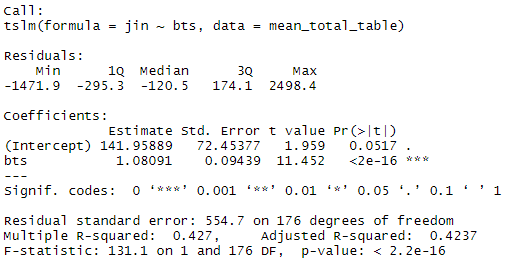 Call:
tslm(formula = jin ~ bts, data = mean_total_table)
Residuals:
    Min      1Q  Median      3Q     Max
-1471.9  -295.3  -120.5   174.1  2498.4
Coefficients:
             Estimate Std. Error t value Pr(>|t|)
(Intercept) 141.95889   72.45377   1.959   0.0517 .
bts           1.08091    0.09439  11.452   <2e-16 ***
---
Signif. codes:  0 ‘***’ 0.001 ‘**’ 0.01 ‘*’ 0.05 ‘.’ 0.1 ‘ ’ 1
Residual standard error: 554.7 on 176 degrees of freedom
Multiple R-squared:  0.427,     Adjusted R-squared:  0.4237
F-statistic: 131.1 on 1 and 176 DF,  p-value: < 2.2e-16